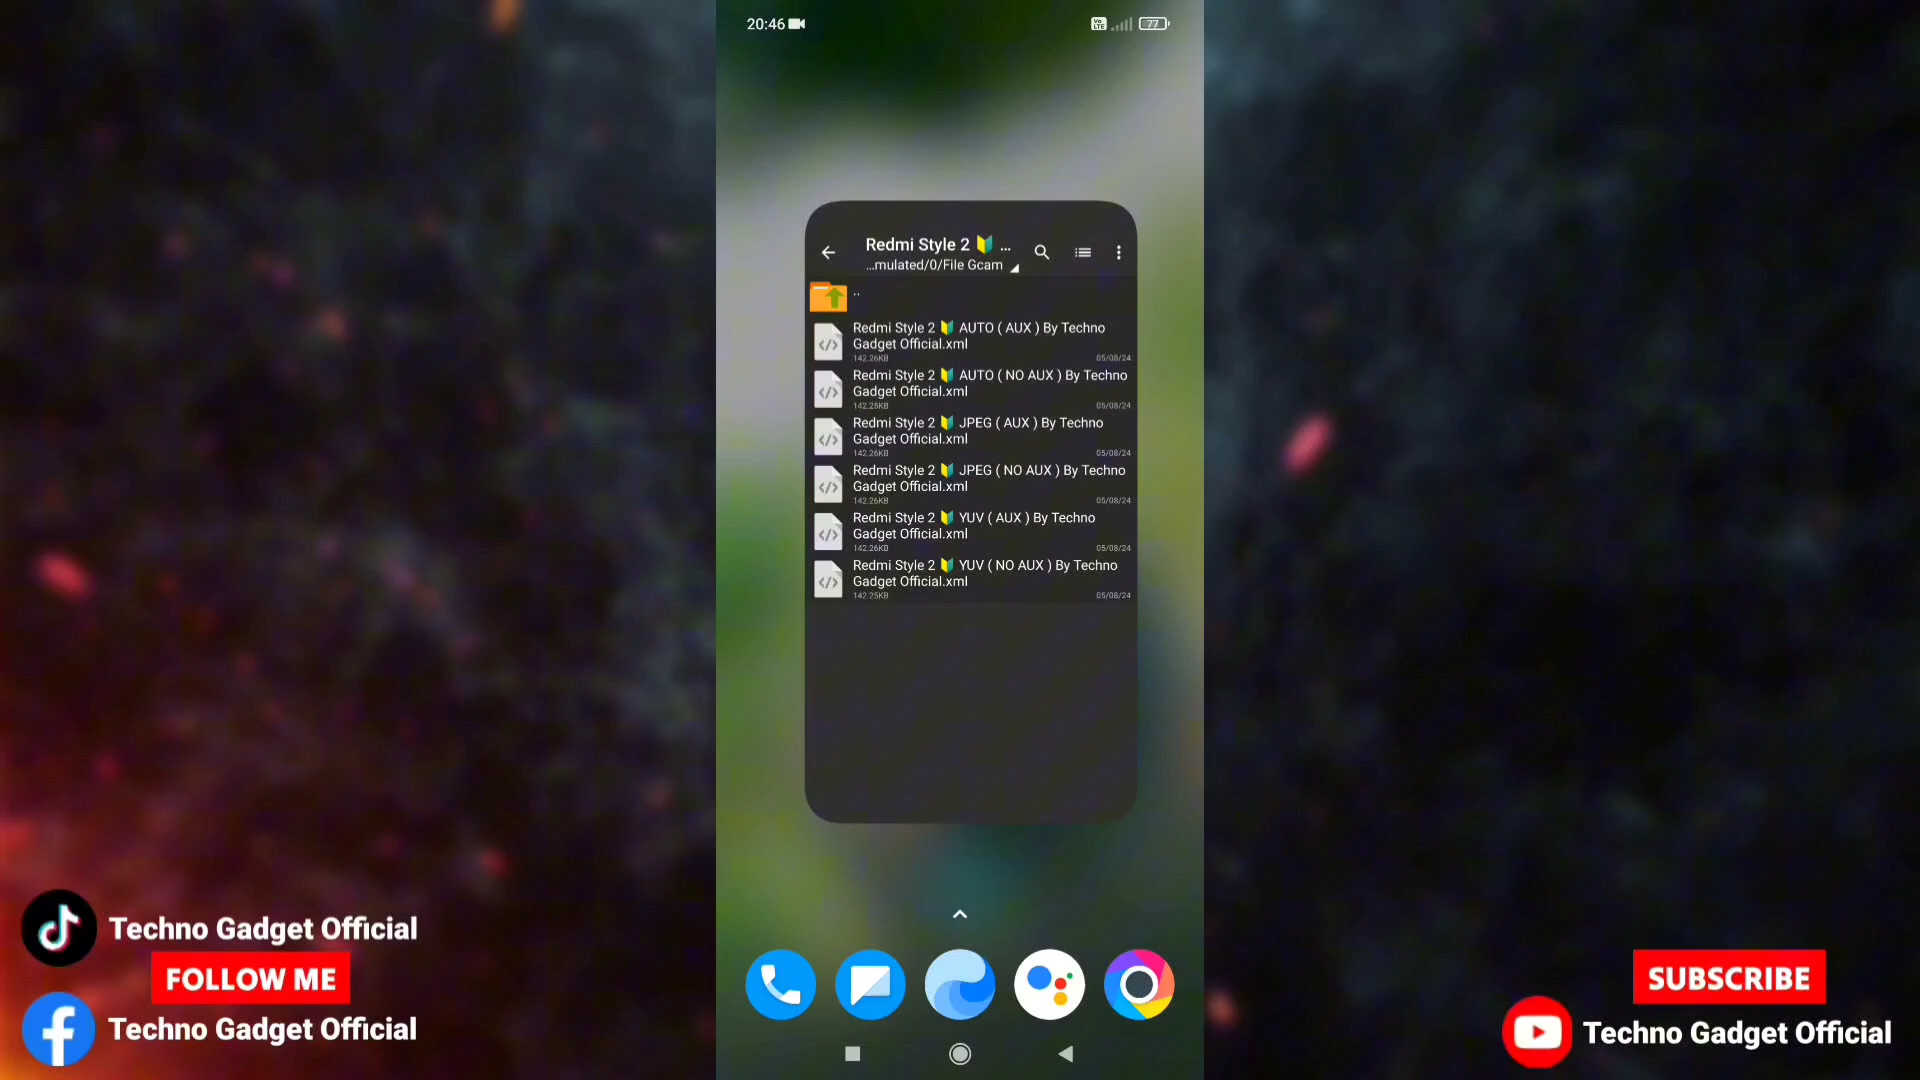 20:46
Vo LTE
77
Redmi Style 2 🔰 ...
...mulated/0/File Gcam
..
Redmi Style 2 🔰 AUTO ( AUX ) By Techno
Gadget Official.xml
142.26KB 05/08/24
Redmi Style 2 🔰 AUTO ( NO AUX ) By Techno
Gadget Official.xml
142.25KB 05/08/24
Redmi Style 2 🔰 JPEG ( AUX ) By Techno
Gadget Official.xml
142.26KB 05/08/24
Redmi Style 2 🔰 JPEG ( NO AUX ) By Techno
Gadget Official.xml
142.26KB 05/08/24
Redmi Style 2 🔰 YUV ( AUX ) By Techno
Gadget Official.xml
142.26KB 05/08/24
Redmi Style 2 🔰 YUV ( NO AUX ) By Techno
Gadget Official.xml
142.25KB 05/08/24
Techno Gadget Official
FOLLOW ME
Techno Gadget Official
SUBSCRIBE
Techno Gadget Official